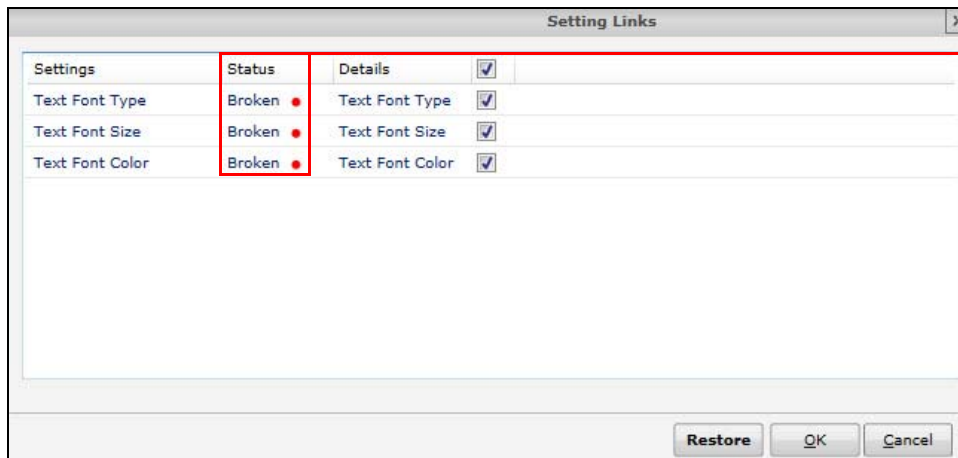 Setting Links
Settings Status Details
Text Font Type Broken Text Font Type
Text Font Size Broken Text Font Size
Text Font Color Broken Text Font Color
Restore OK Cancel